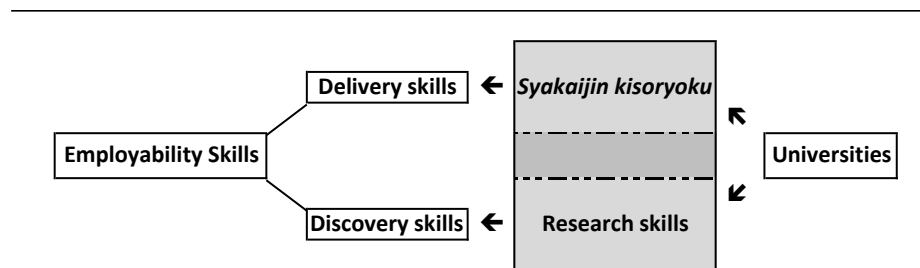 Delivery skills
Syakaijin kisoryoku
Employability Skills
Universities
Discovery skills
Research skills